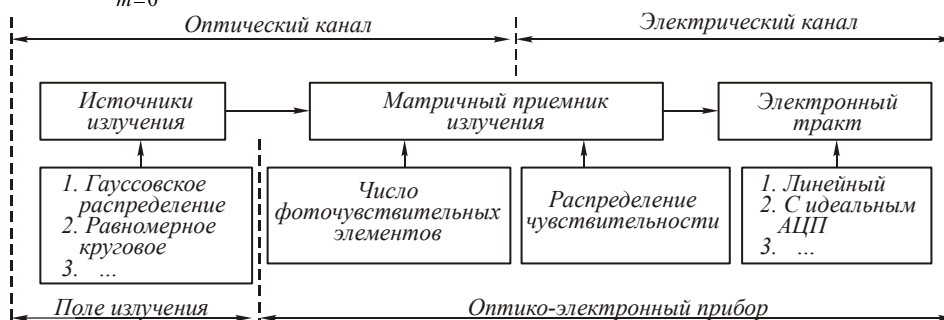 m=0
Оптический канал
Электрический канал
Источники
излучения
Матричный приемник
излучения
Электронный
тракт
1. Гауссовское
распределение
2. Равномерное
круговое
3. ...
Число
фоточувствительных
элементов
Распределение
чувствительности
1. Линейный
2. С идеальным
АЦП
3. ...
Поле излучения
Оптико-электронный прибор